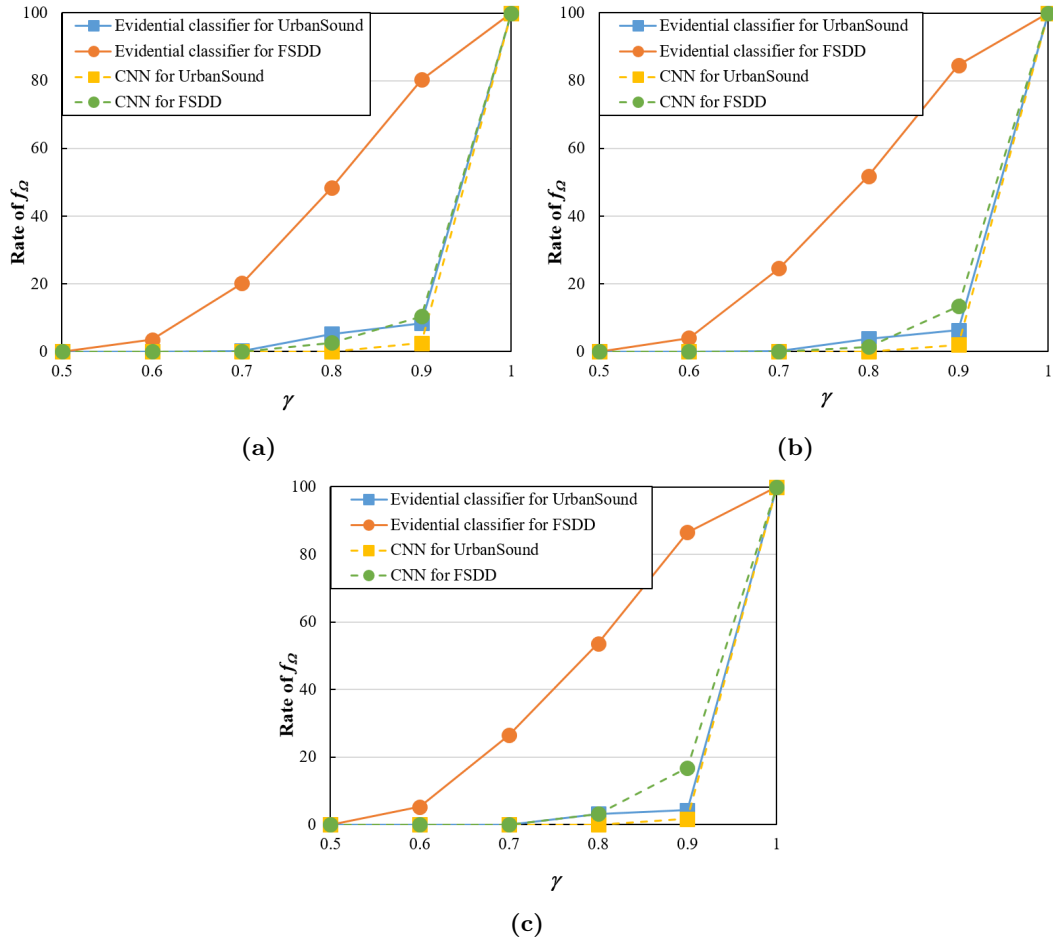 100
80
60
40
20
0
Rate of fΩ
Evidential classifier for UrbanSound
Evidential classifier for FSDD
CNN for UrbanSound
CNN for FSDD
0.5 0.6 0.7 0.8 0.9 1
γ
(a)
100
80
60
40
20
0
Rate of fΩ
Evidential classifier for UrbanSound
Evidential classifier for FSDD
CNN for UrbanSound
CNN for FSDD
0.5 0.6 0.7 0.8 0.9 1
γ
(b)
100
80
60
40
20
0
Rate of fΩ
Evidential classifier for UrbanSound
Evidential classifier for FSDD
CNN for UrbanSound
CNN for FSDD
0.5 0.6 0.7 0.8 0.9 1
γ
(c)